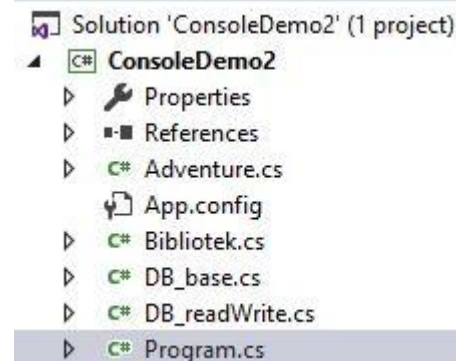 Solution 'ConsoleDemo2' (1 project)
C# ConsoleDemo2
Properties
References
C# Adventure.cs
App.config
C# Bibliotek.cs
C# DB_base.cs
C# DB_readWrite.cs
C# Program.cs